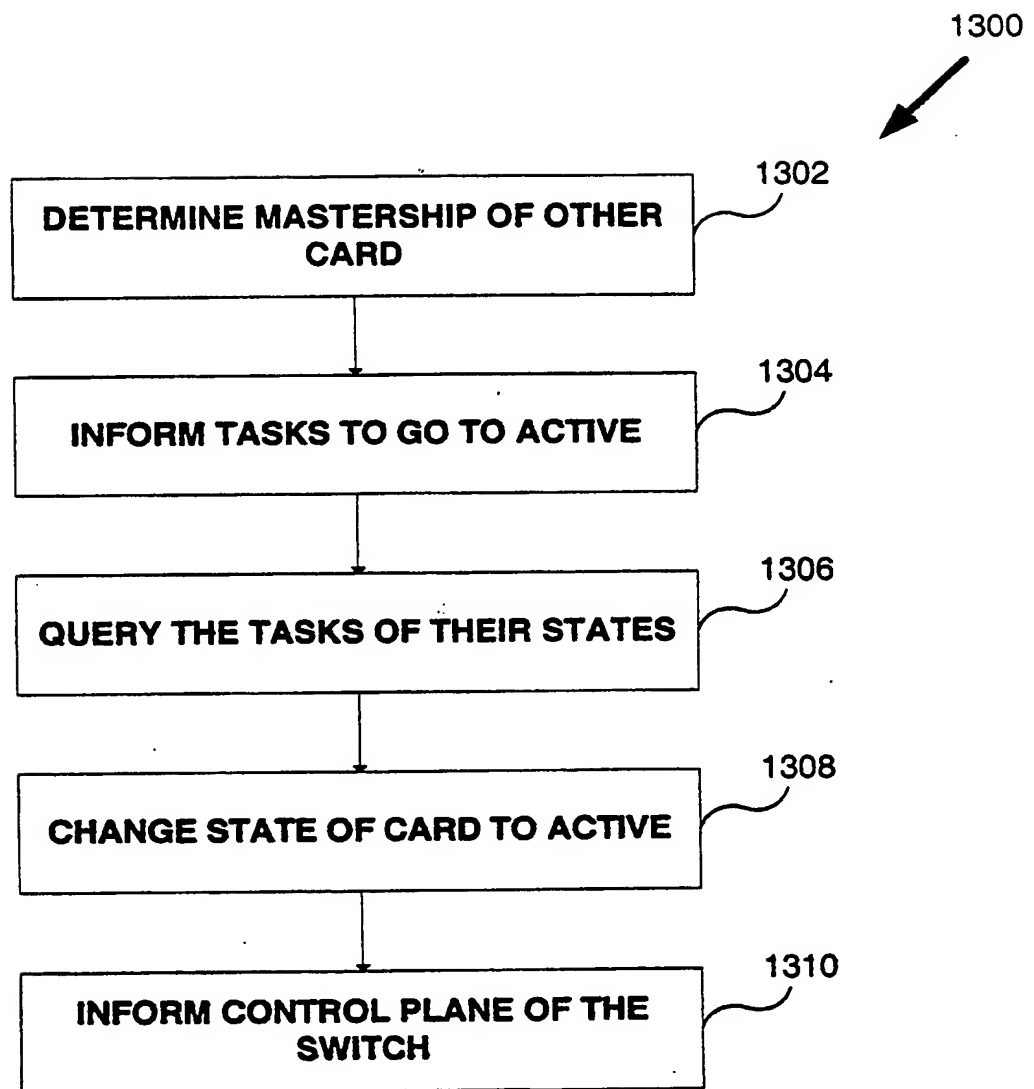 1300
1302
DETERMINE MASTERSHIP OF OTHER
CARD
1304
INFORM TASKS TO GO TO ACTIVE
1306
QUERY THE TASKS OF THEIR STATES
1308
CHANGE STATE OF CARD TO ACTIVE
1310
INFORM CONTROL PLANE OF THE
SWITCH